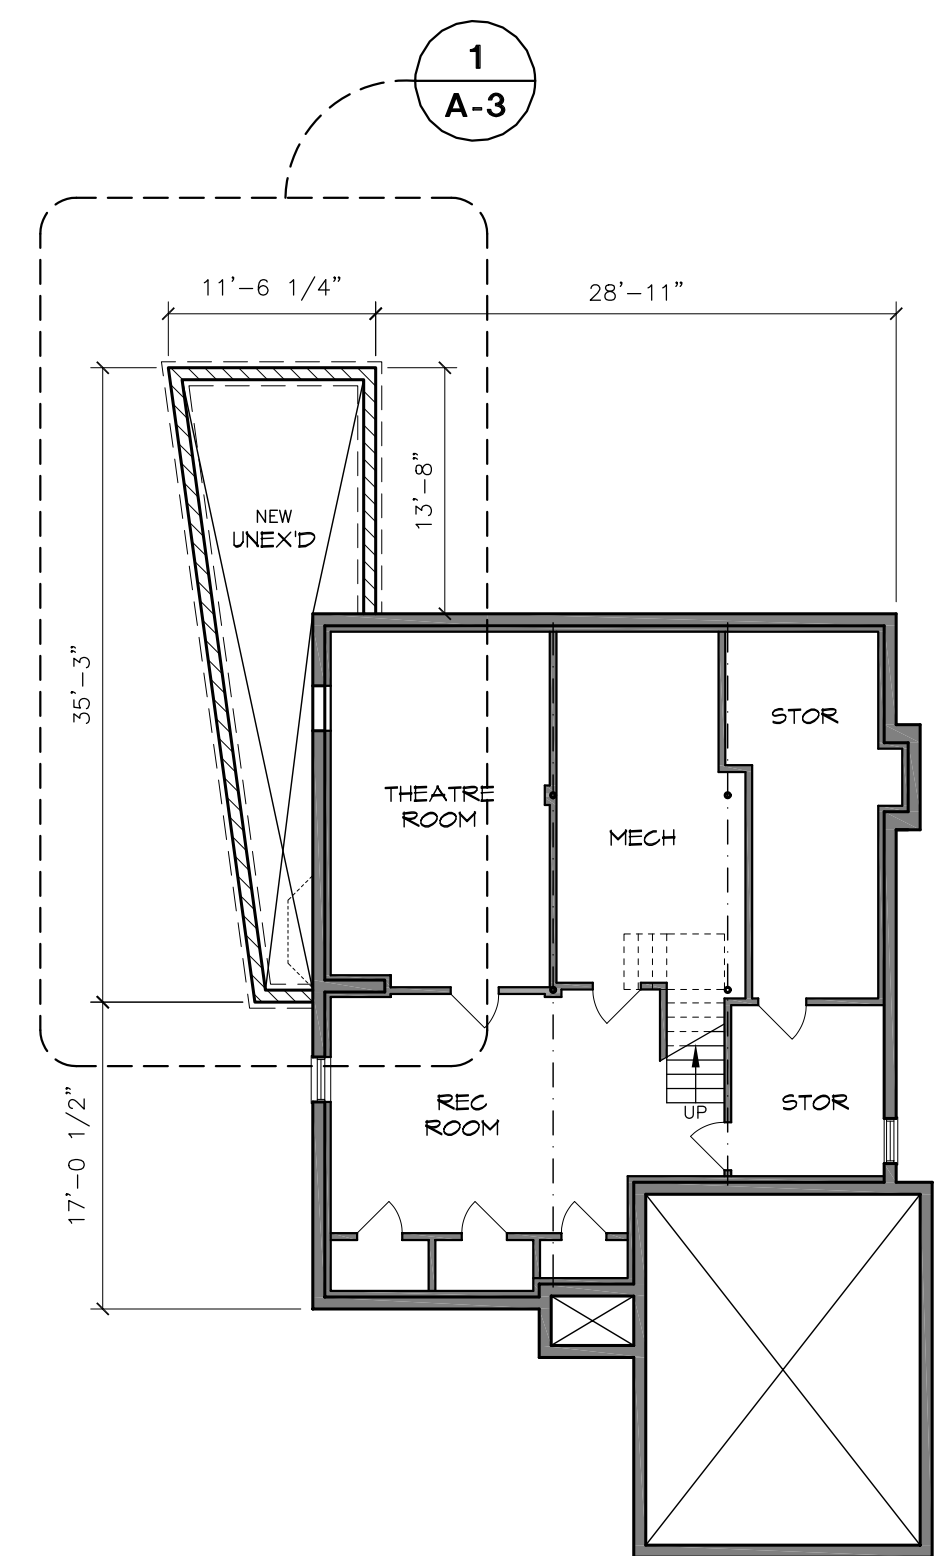 1
A-3
11'-6 1/4"
28'-11"
13'-8"
NEW
UNEX'D
35'-3"
STOR
THEATRE
ROOM
MECH
REC
ROOM
STOR
UP
17'-0 1/2"